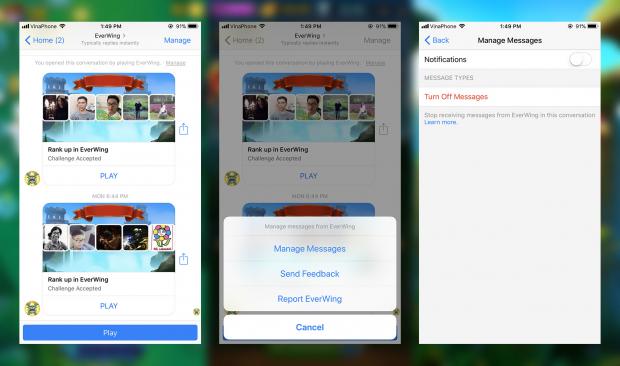 VinaPhone
1:49 PM
91%
Home (2)
EverWing
Typically replies instantly
Manage
You opened this conversation by playing EverWing. Manage
Rank up in EverWing
Challenge Accepted
PLAY
MON 6:44 PM
Rank up in EverWing
Challenge Accepted
PLAY
Play
VinaPhone
1:49 PM
91%
Home (2)
EverWing
Typically replies instantly
Manage
You opened this conversation by playing EverWing. Manage
Rank up in EverWing
Challenge Accepted
PLAY
MON 6:44 PM
Manage messages from EverWing
Manage Messages
Send Feedback
Report EverWing
Cancel
VinaPhone
1:49 PM
91%
Back
Manage Messages
Notifications
MESSAGE TYPES
Turn Off Messages
Stop receiving messages from EverWing in this conversation
Learn more.